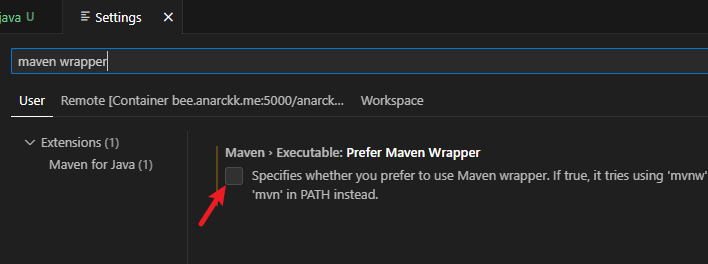 java U
Settings
maven wrapper
User Remote [Container bee.anarckk.me:5000/anarck... Workspace
Extensions (1)
Maven for Java (1)
Maven › Executable: Prefer Maven Wrapper
Specifies whether you prefer to use Maven wrapper. If true, it tries using 'mvnw'
'mvn' in PATH instead.